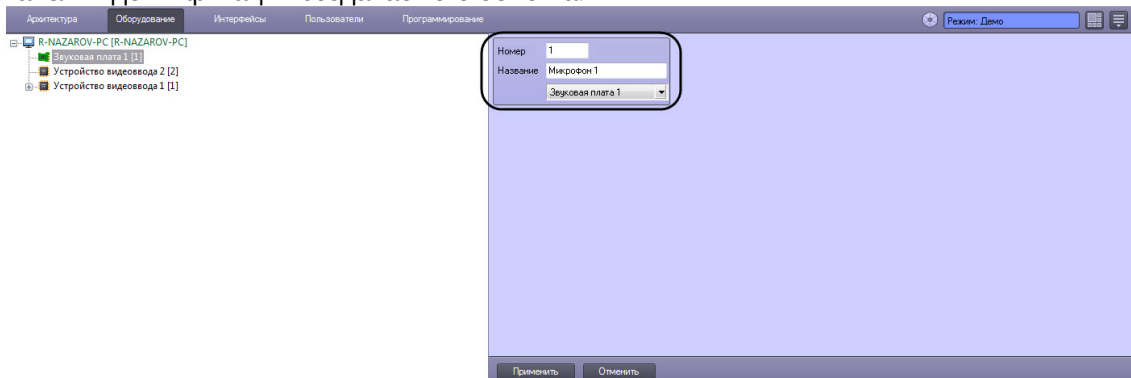 Архитектура Оборудование Интерфейсы Пользователи Программирование Режим: Демо
R-NAZAROV-PC [R-NAZAROV-PC]
Звуковая плата 1 [1]
Устройство видеоввода 2 [2]
Устройство видеоввода 1 [1]
Номер 1
Название Микрофон 1
Звуковая плата 1
Применить Отменить